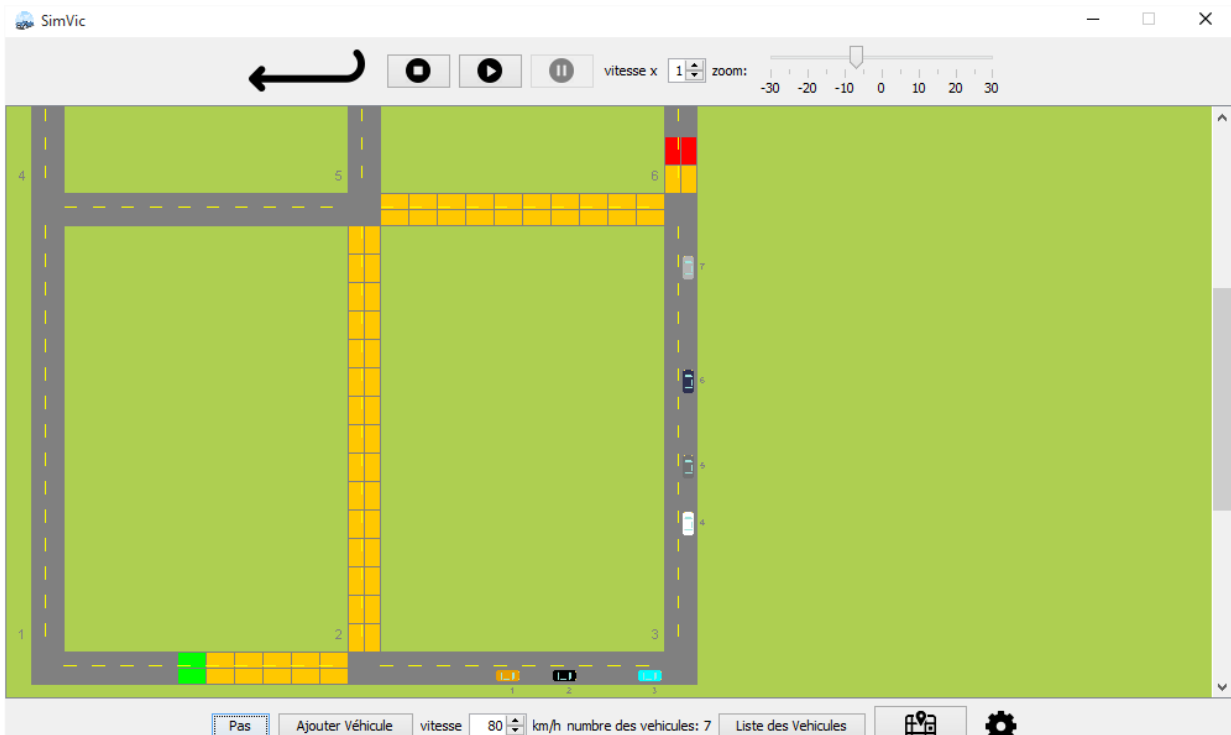 SimVic
vitesse x 1 zoom:
-30 -20 -10 0 10 20 30
4 5 6
7
6
5
4
1 2 3
1 2 3
Pas Ajouter Véhicule vitesse 80 km/h numbre des vehicules: 7 Liste des Vehicules